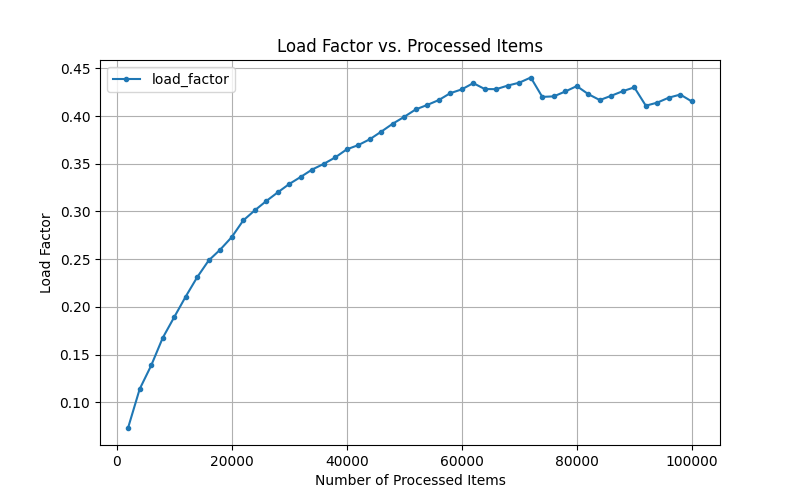 Load Factor vs. Processed Items
load_factor
0.45
0.40
0.35
0.30
0.25
0.20
0.15
0.10
Load Factor
0 20000 40000 60000 80000 100000
Number of Processed Items